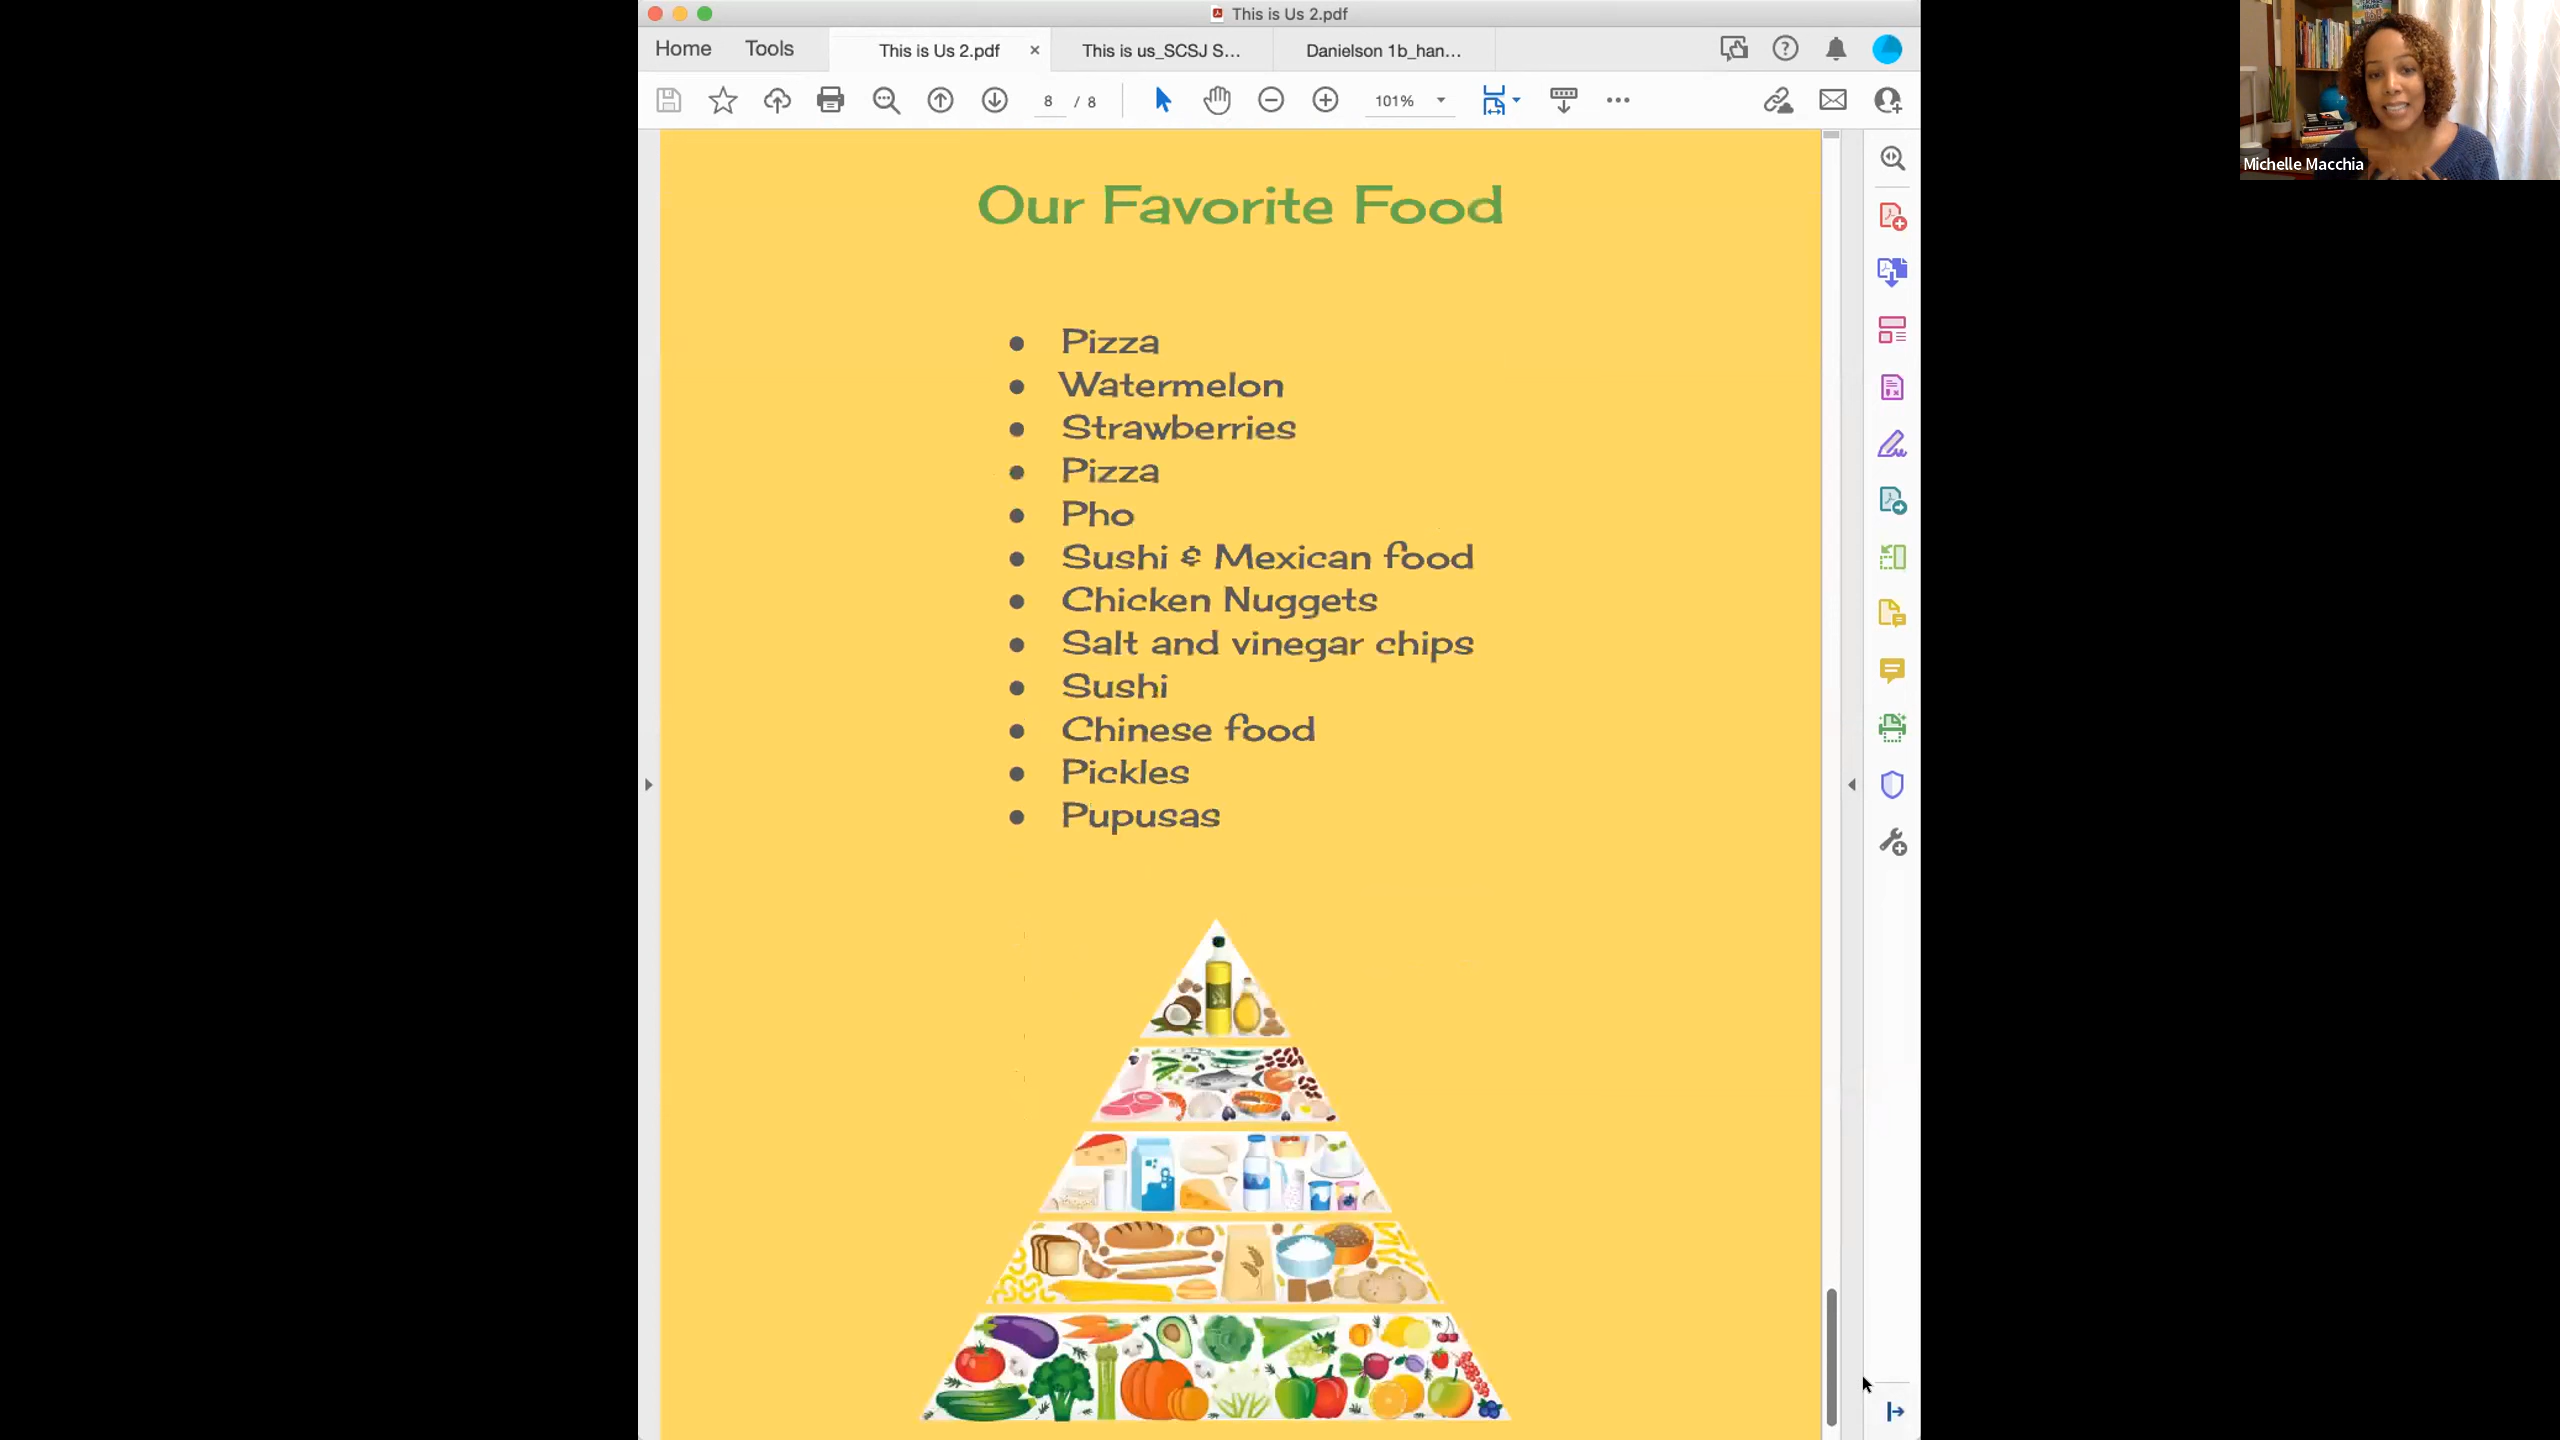 This is Us 2.pdf
Home
Tools
This is Us 2.pdf
This is us_SCSJ S...
Danielson 1b_han...
8 / 8
101%
Michelle Macchia
Our Favorite Food
● Pizza
● Watermelon
● Strawberries
● Pizza
● Pho
● Sushi & Mexican food
● Chicken Nuggets
● Salt and vinegar chips
● Sushi
● Chinese food
● Pickles
● Pupusas